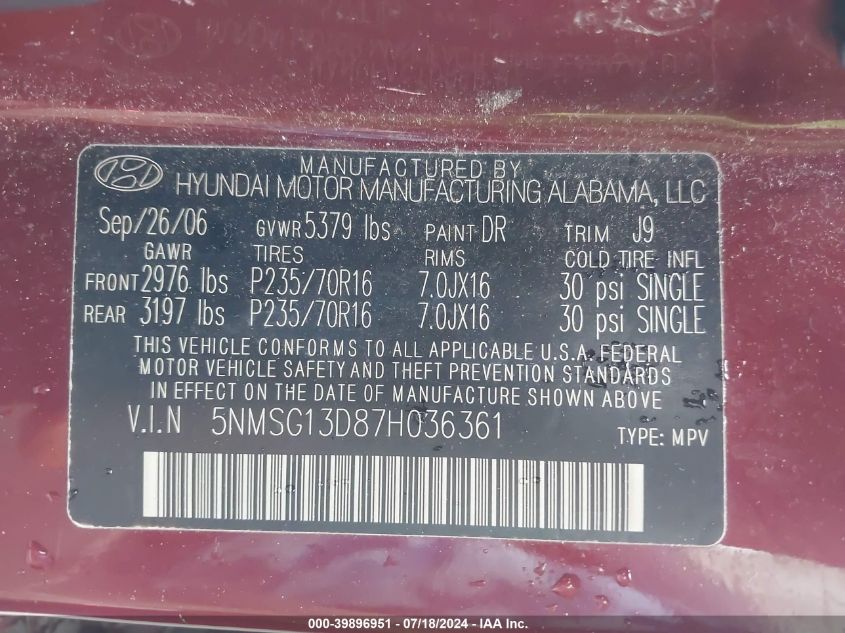 MANUFACTURED BY
HYUNDAI MOTOR MANUFACTURING ALABAMA, LLC
Sep/26/06 GVWR 5379 lbs PAINT DR TRIM J9
GAWR TIRES RIMS COLD TIRE INFL
FRONT 2976 lbs P235/70R16 7.0JX16 30 psi SINGLE
REAR 3197 lbs P235/70R16 7.0JX16 30 psi SINGLE
THIS VEHICLE CONFORMS TO ALL APPLICABLE U.S.A. FEDERAL
MOTOR VEHICLE SAFETY AND THEFT PREVENTION STANDARDS
IN EFFECT ON THE DATE OF MANUFACTURE SHOWN ABOVE
V.I.N 5NMSG13D87H036361 TYPE: MPV
000-39896951 - 07/18/2024 - IAA Inc.